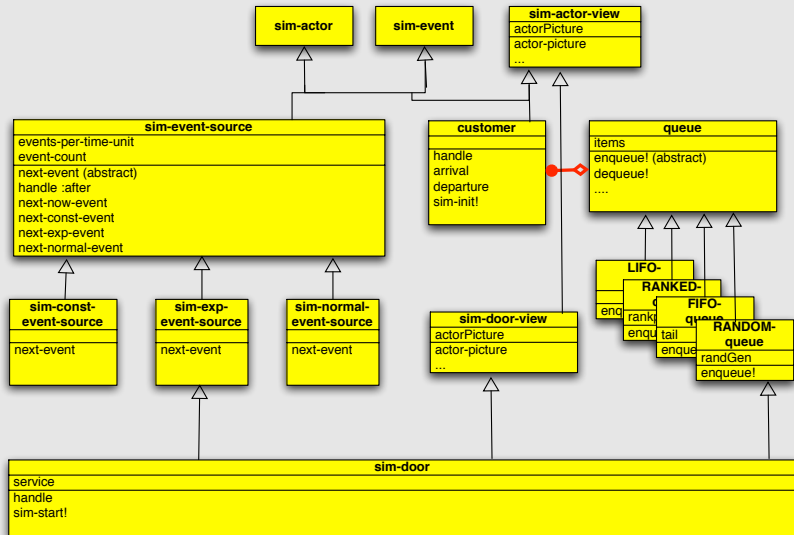 sim-actor
sim-event
sim-actor-view
actorPicture
actor-picture
...
sim-event-source
events-per-time-unit
event-count
next-event (abstract)
handle :after
next-now-event
next-const-event
next-exp-event
next-normal-event
customer
handle
arrival
departure
sim-init!
queue
items
enqueue! (abstract)
dequeue!
....
sim-const-
event-source
next-event
sim-exp-
event-source
next-event
sim-normal-
event-source
next-event
sim-door-view
actorPicture
actor-picture
...
LIFO-
RANKED-
FIFO-
tail
RANDOM-
queue
randGen
enqueue!
sim-door
service
handle
sim-start!